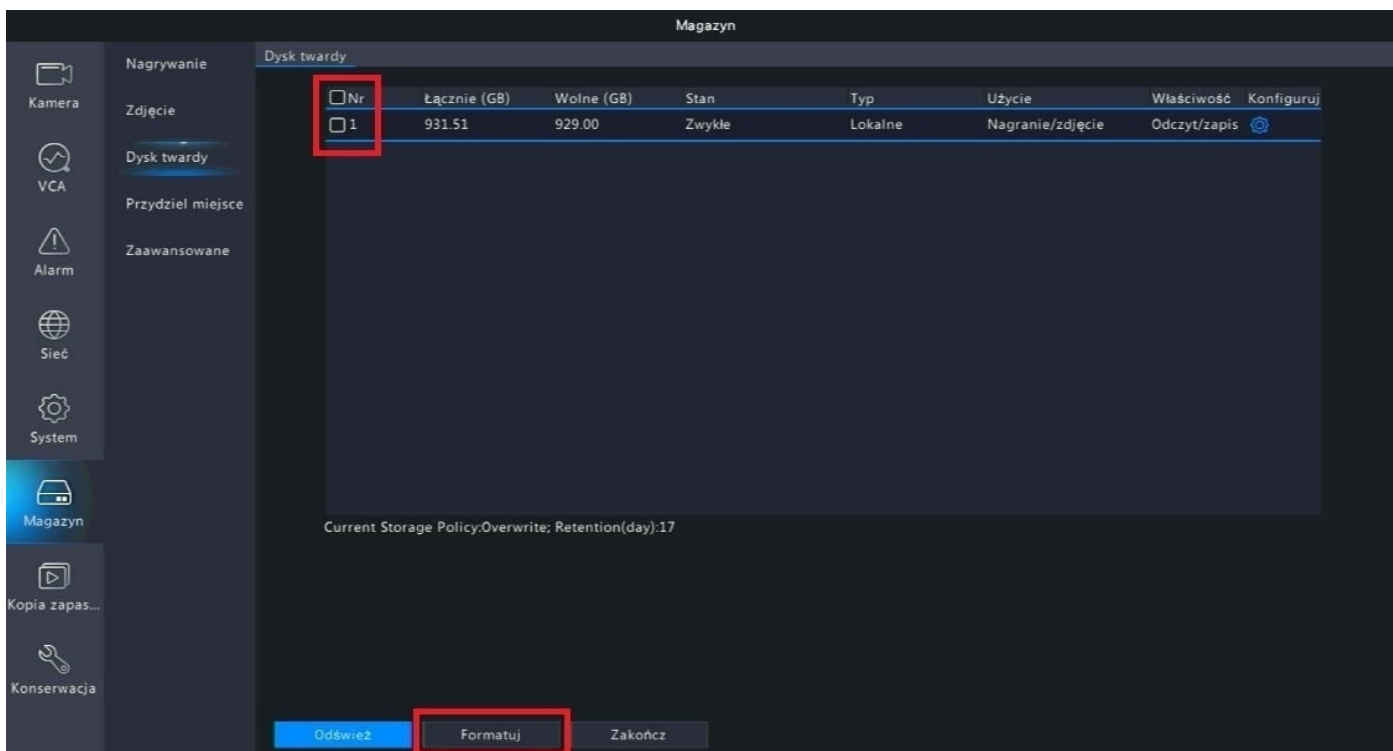 Magazyn
Kamera
VCA
Alarm
Sieć
System
Magazyn
Kopia zapas...
Konserwacja
Nagrywanie
Zdjęcie
Dysk twardy
Przydziel miejsce
Zaawansowane
Dysk twardy
Nr Łącznie (GB) Wolne (GB) Stan Typ Użycie Właściwość Konfiguruj
1 931.51 929.00 Zwykłe Lokalne Nagranie/zdjęcie Odczyt/zapis
Current Storage Policy:Overwrite; Retention(day):17
Odśwież Formatuj Zakończ